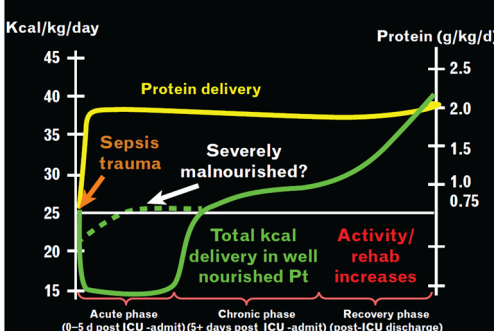 Kcal/kg/day
Protein (g/kg/d)
45
40
35
30
25
20
15
2.5
2.0
1.5
1.0
0.75
Protein delivery
Sepsis
trauma
Severely
malnourished?
Total kcal
delivery in well
nourished Pt
Activity/
rehab
increases
Acute phase
(0–5 d post ICU -admit)
Chronic phase
(5+ days post ICU -admit)
Recovery phase
(post-ICU discharge)